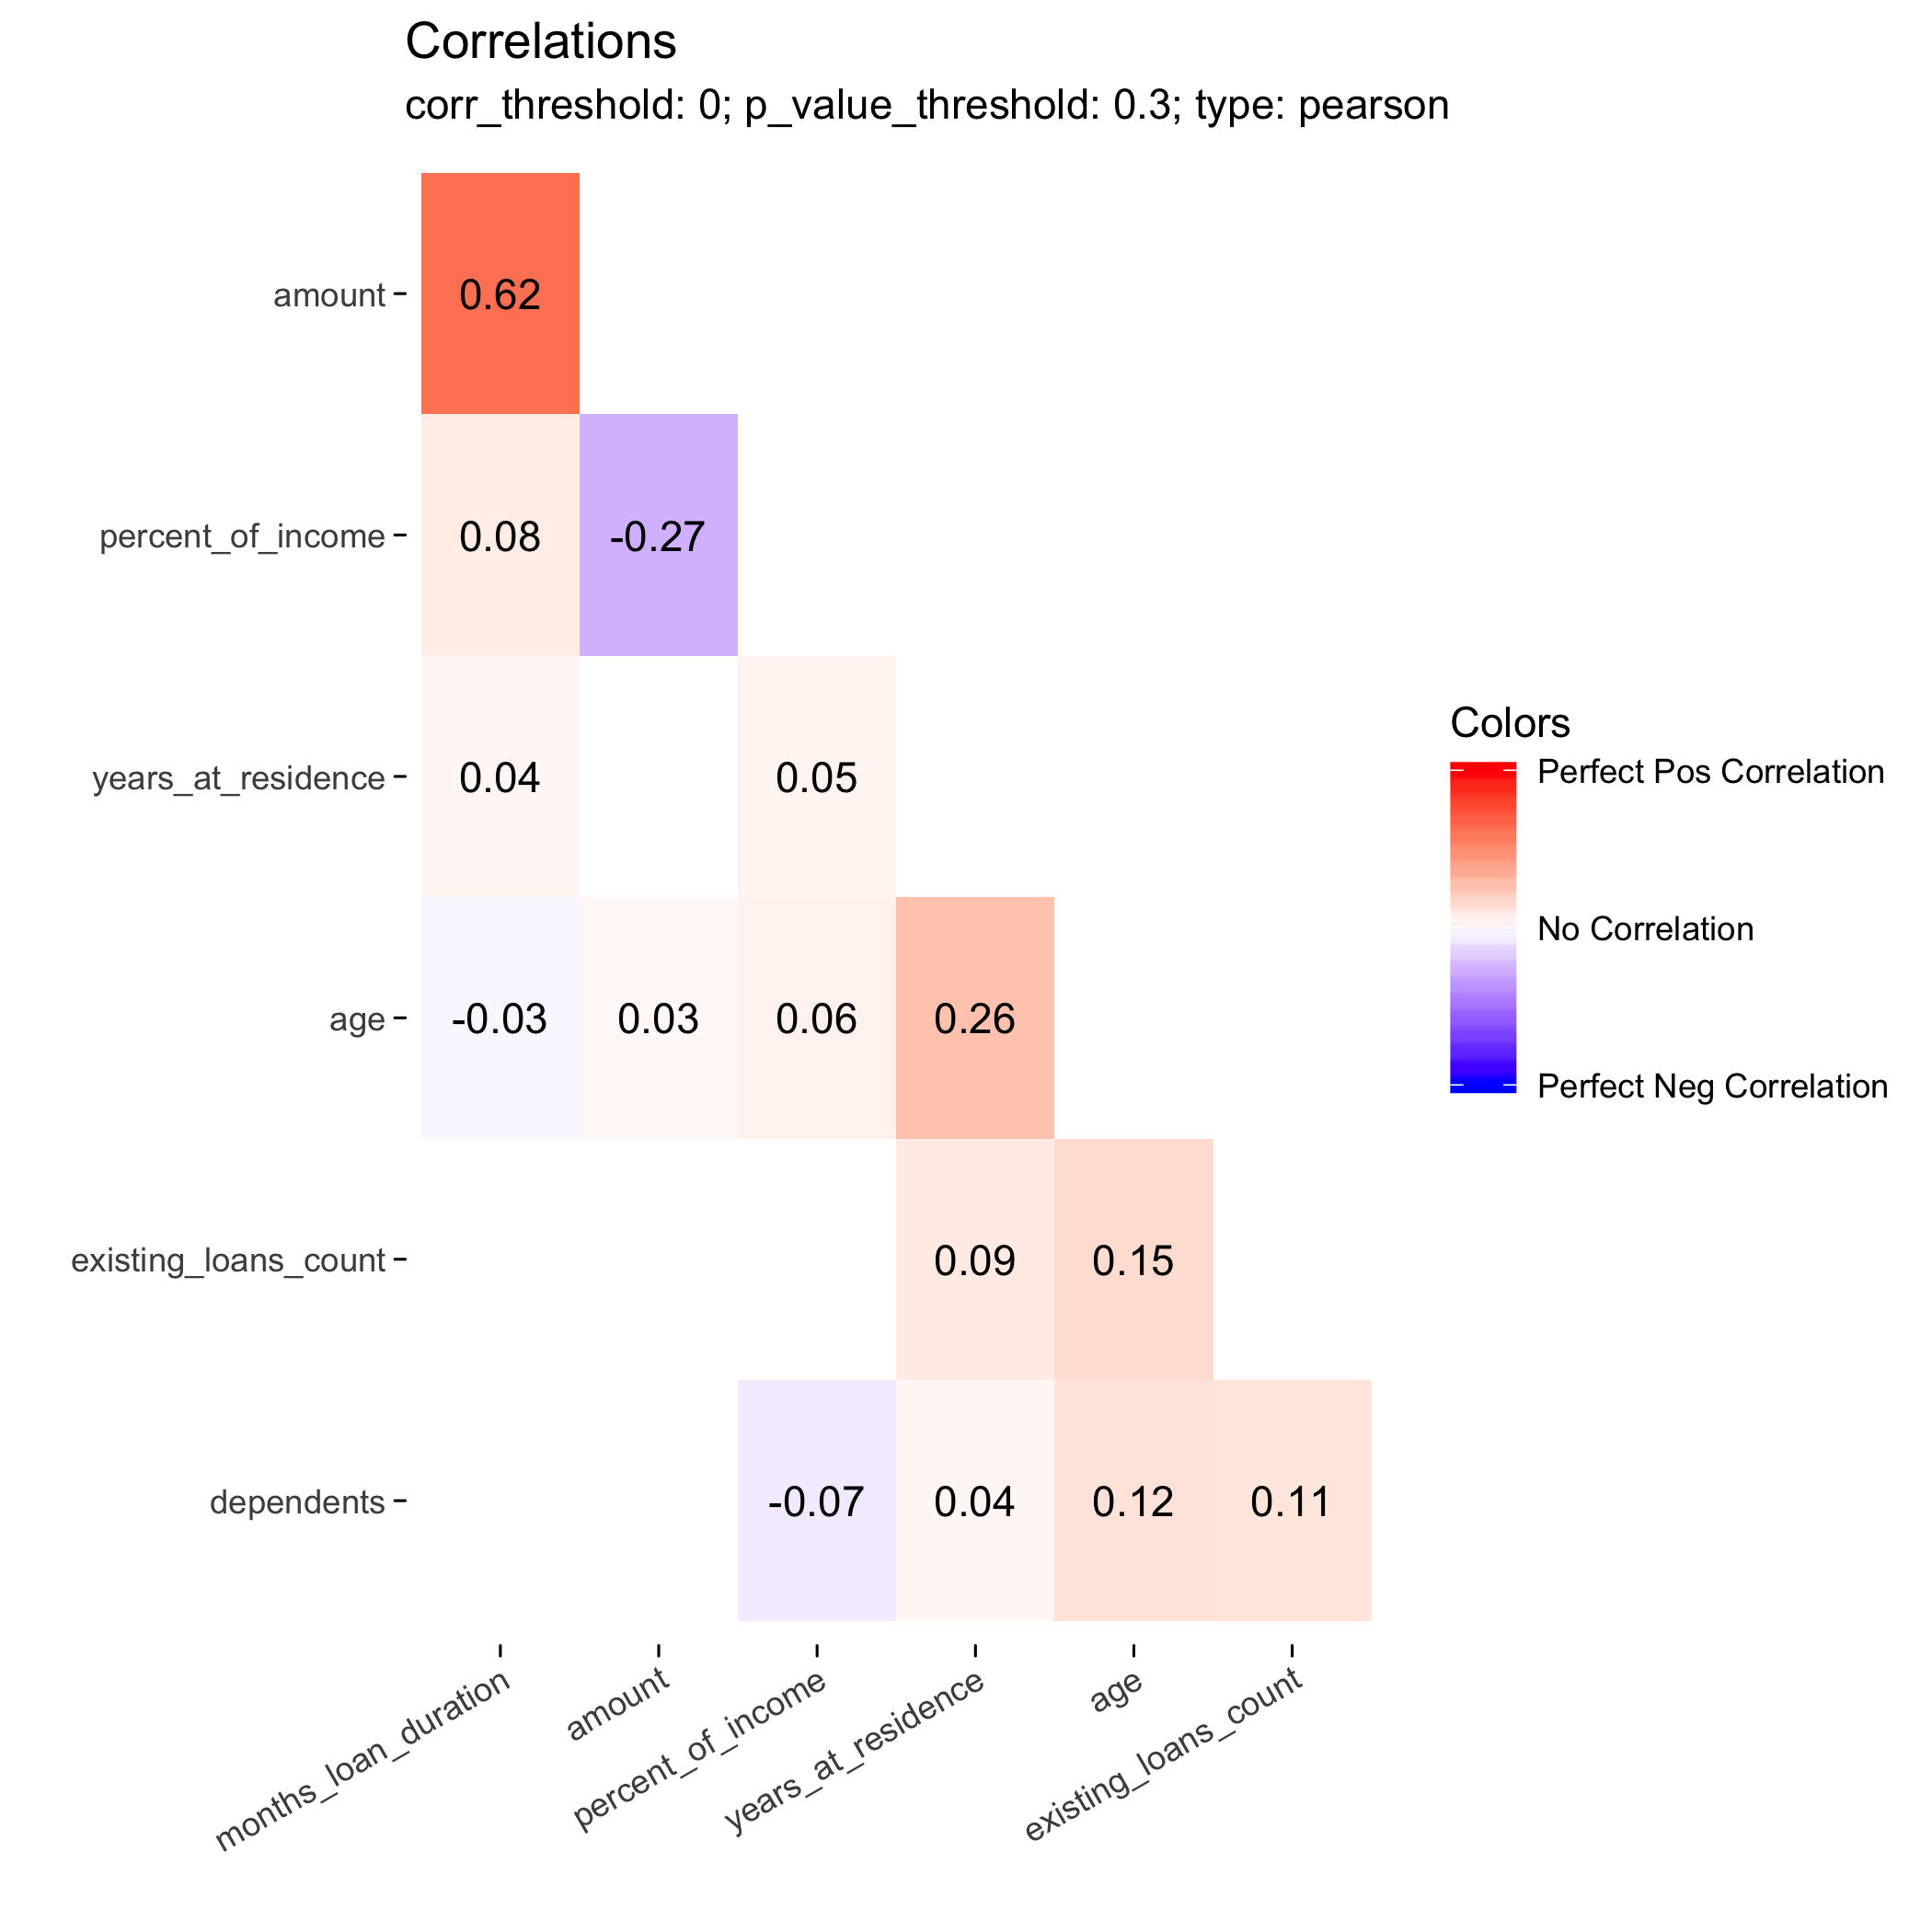 Correlations
corr_threshold: 0; p_value_threshold: 0.3; type: pearson
amount
0.62
percent_of_income
0.08
-0.27
years_at_residence
0.04
0.05
age
-0.03
0.03
0.06
0.26
existing_loans_count
0.09
0.15
dependents
-0.07
0.04
0.12
0.11
months_loan_duration
amount
percent_of_income
years_at_residence
age
existing_loans_count
Colors
Perfect Pos Correlation
No Correlation
Perfect Neg Correlation